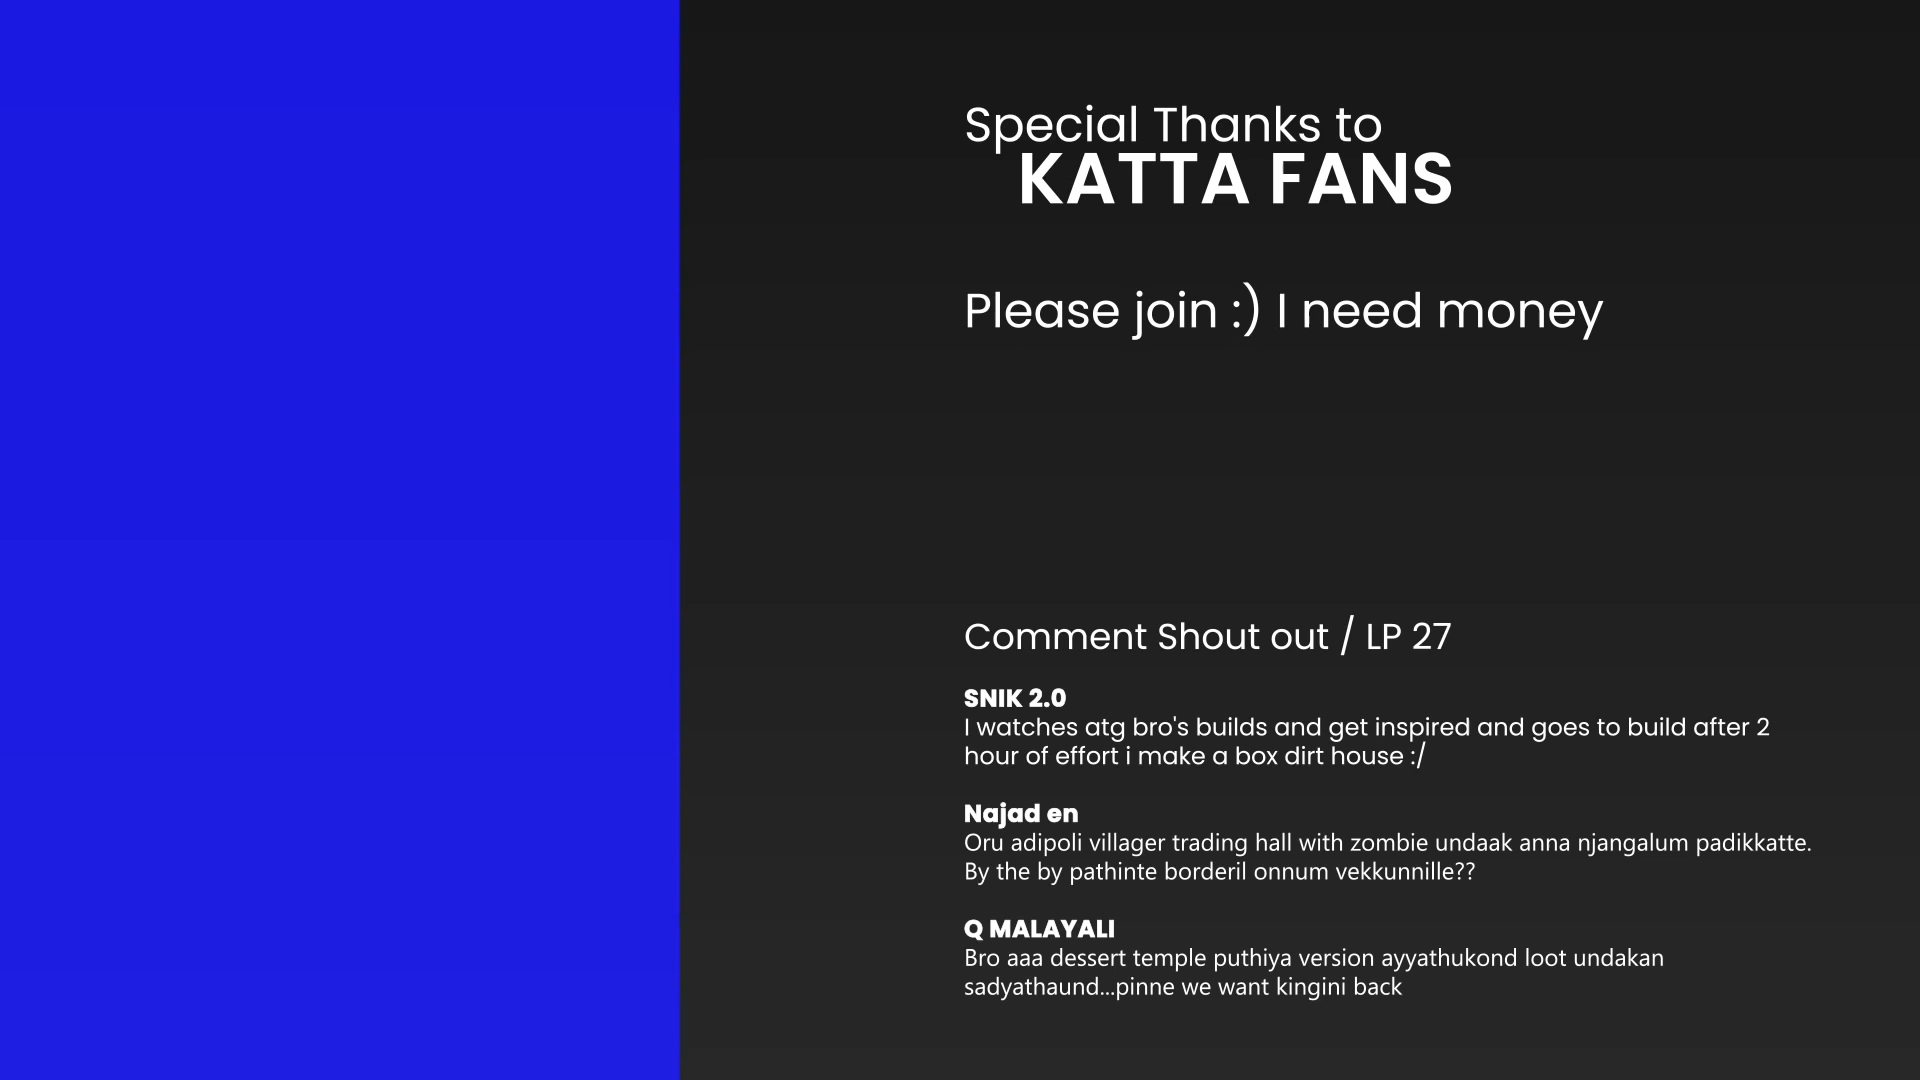 Special Thanks to
KATTA FANS
Please join :) I need money
Comment Shout out / LP 27
SNIK 2.0
I watches atg bro's builds and get inspired and goes to build after 2
hour of effort i make a box dirt house :/
Najad en
Oru adipoli villager trading hall with zombie undaak anna njangalum padikkatte.
By the by pathinte borderil onnum vekkunnille??
Q MALAYALI
Bro aaa dessert temple puthiya version ayyathukond loot undakan
sadyathaund...pinne we want kingini back